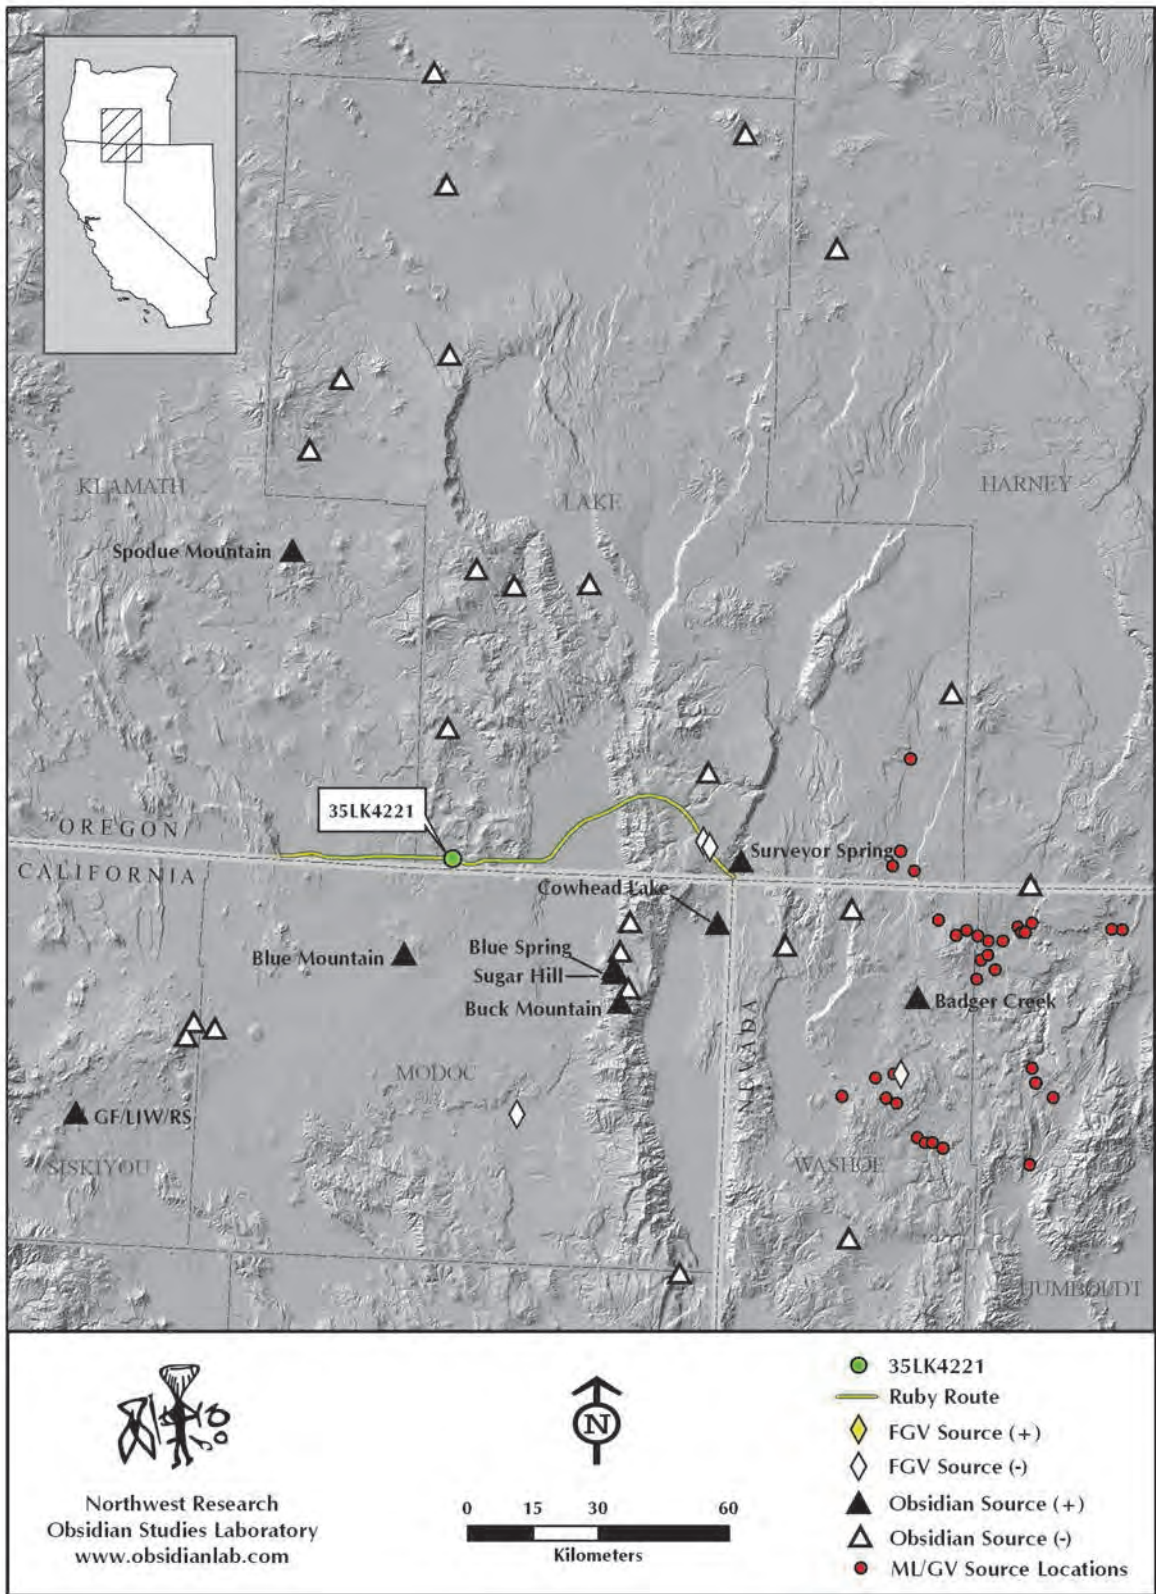 KLAMATH
LAKE
HARNEY
Spodue Mountain
35LK4221
OREGON
CALIFORNIA
Surveyor Spring
Cowhead Lake
Blue Mountain
Blue Spring
Sugar Hill
Buck Mountain
Badger Creek
NEVADA
MODOC
GF/LIW/RS
SISKIYOU
WASHOE
HUMBOLDT
Northwest Research
Obsidian Studies Laboratory
www.obsidianlab.com
N
0 15 30 60
Kilometers
35LK4221
Ruby Route
FGV Source (+)
FGV Source (-)
Obsidian Source (+)
Obsidian Source (-)
ML/GV Source Locations